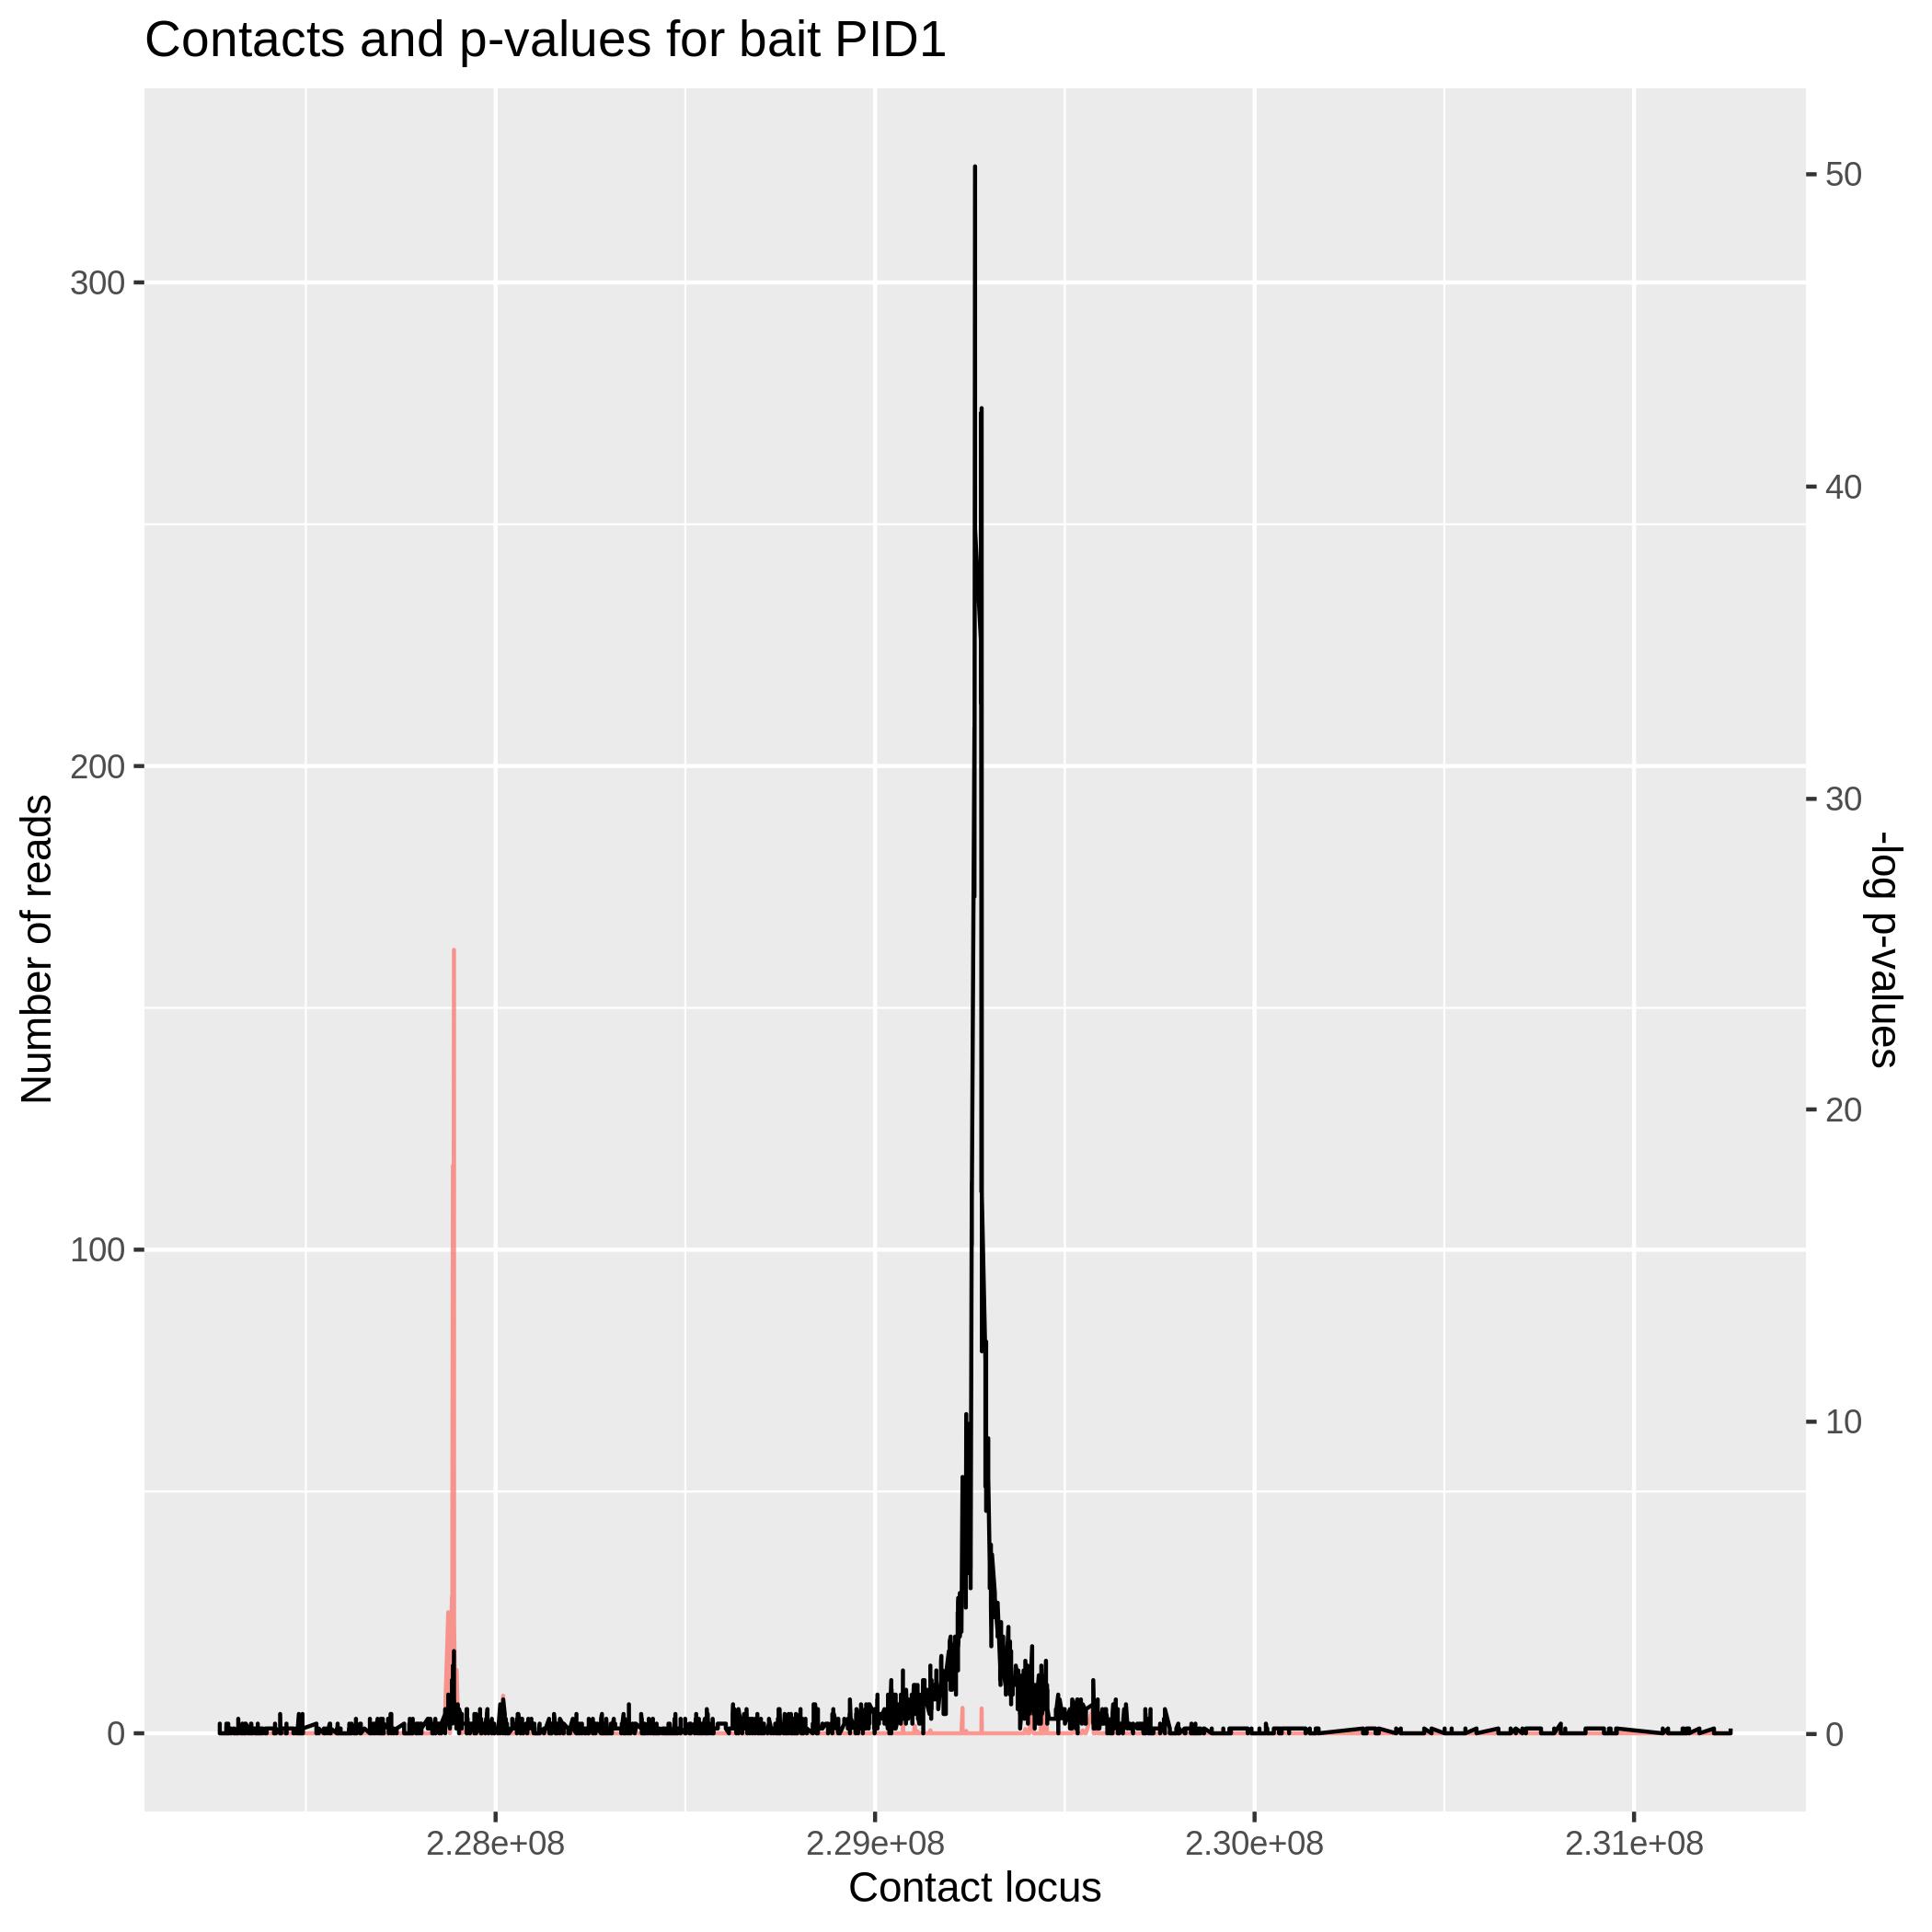 Contacts and p-values for bait PID1
300
200
100
0
Number of reads
50
40
30
20
10
0
-log p-values
2.28e+08
2.29e+08
2.30e+08
2.31e+08
Contact locus